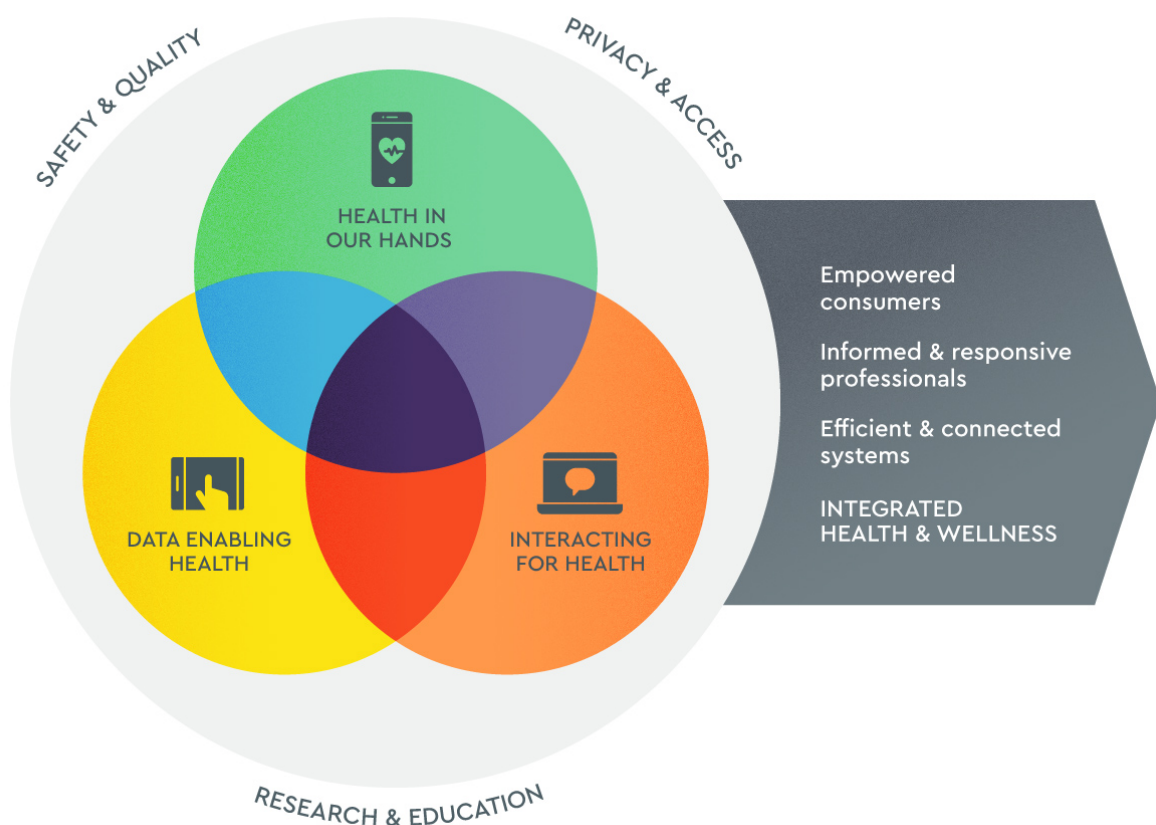 SAFETY & QUALITY
PRIVACY & ACCESS
HEALTH IN
OUR HANDS
DATA ENABLING
HEALTH
INTERACTING
FOR HEALTH
RESEARCH & EDUCATION
Empowered
consumers
Informed & responsive
professionals
Efficient & connected
systems
INTEGRATED
HEALTH & WELLNESS